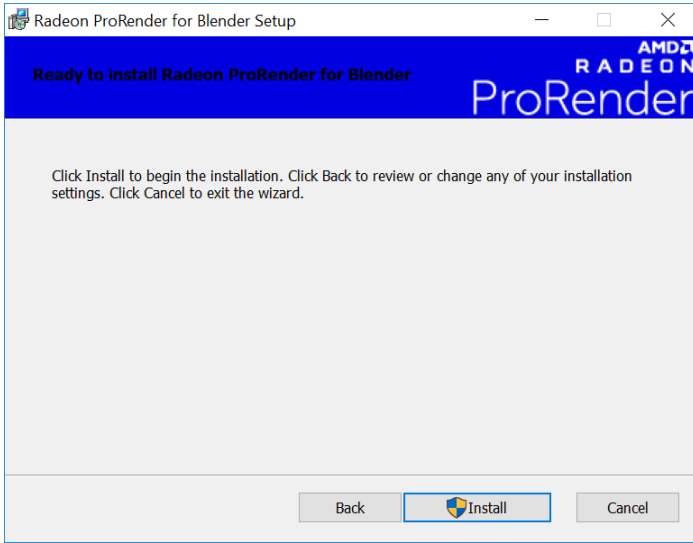 Radeon ProRender for Blender Setup
AMD
RADEON
Ready to install Radeon ProRender for Blender
ProRender
Click Install to begin the installation. Click Back to review or change any of your installation
settings. Click Cancel to exit the wizard.
Back
Install
Cancel